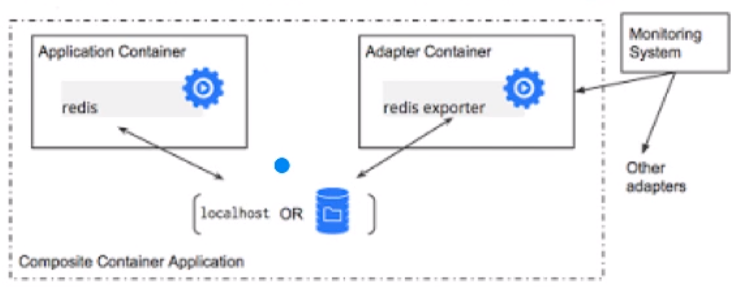 Application Container
redis
Adapter Container
redis exporter
Monitoring
System
Other
adapters
[localhost OR ]
Composite Container Application